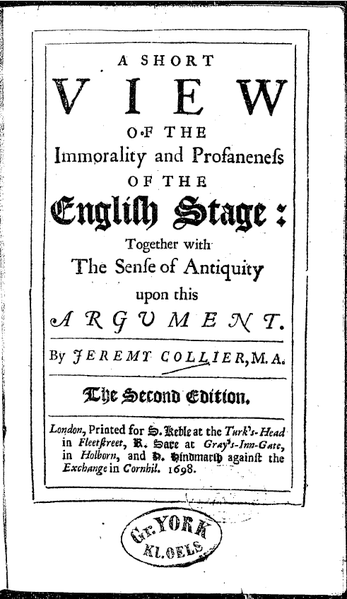 A SHORT
VIEW
OF THE
Immorality and Profaneneſs
OF THE
Engliſh Stage:
Together with
The Senſe of Antiquity
upon this
ARGUMENT.
By JEREMY COLLIER, M.A.
The Second Edition.
London, Printed for S. Keble at the Turk's-Head
in Fleetſtreet, R. Sare at Gray's-Inn-Gate,
in Holborn, and H. Hindmarſh againſt the
Exchange in Cornhil. 1698.
Gr. YORK
KLOELS